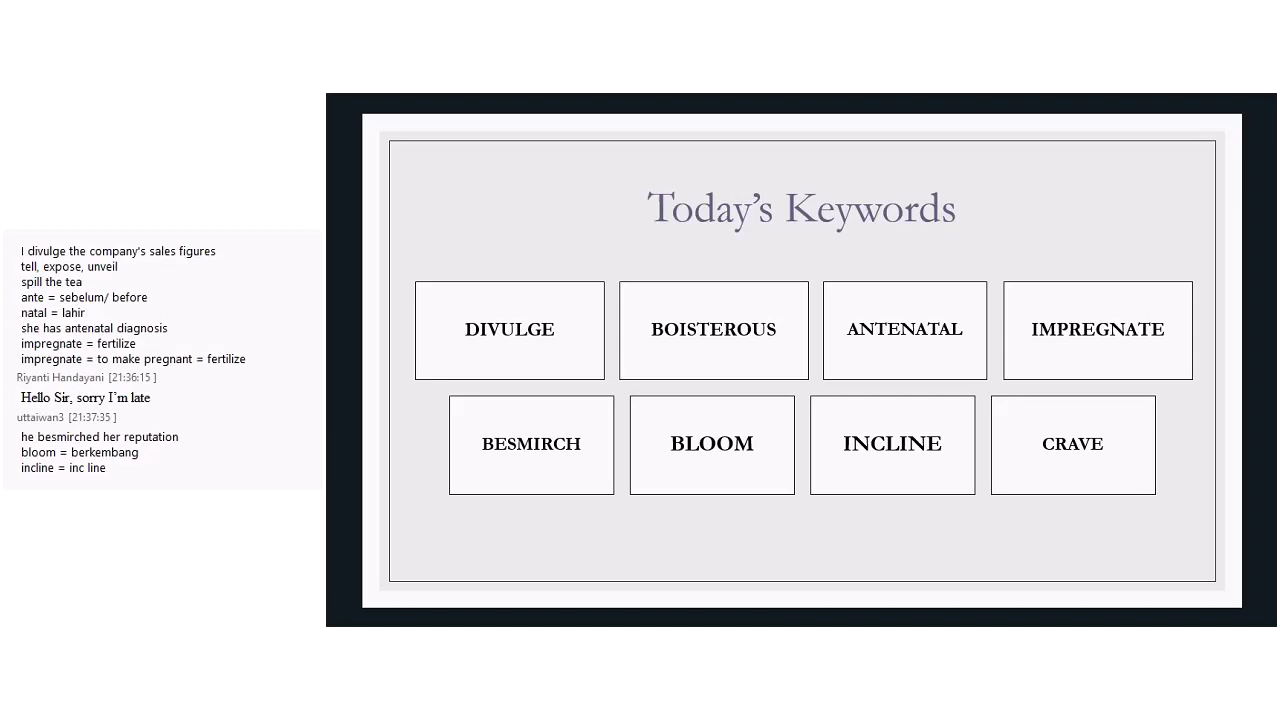 I divulge the company's sales figures
tell, expose, unveil
spill the tea
ante = sebelum/ before
natal = lahir
she has antenatal diagnosis
impregnate = fertilize
impregnate = to make pregnant = fertilize
Riyanti Handayani [21:36:15 ]
Hello Sir, sorry I'm late
uttaiwan3 [21:37:35 ]
he besmirched her reputation
bloom = berkembang
incline = inc line
Today's Keywords
DIVULGE
BOISTEROUS
ANTENATAL
IMPREGNATE
BESMIRCH
BLOOM
INCLINE
CRAVE